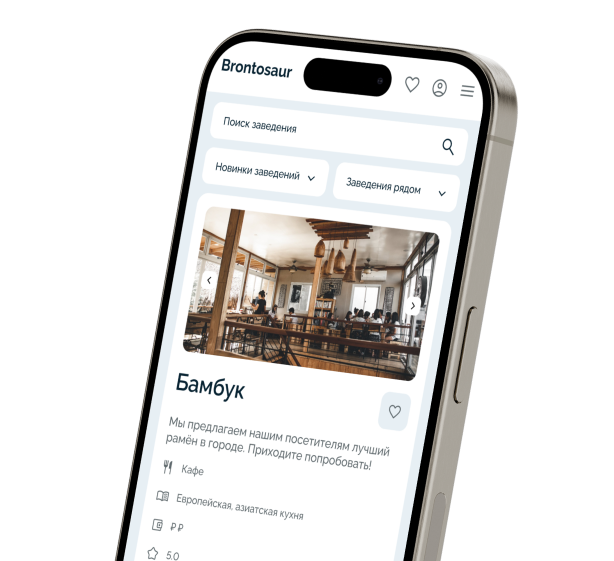 Brontosaur
Поиск заведения
Новинки заведений
Заведения рядом
Бамбук
Мы предлагаем нашим посетителям лучший
рамён в городе. Приходите попробовать!
Кафе
Европейская, азиатская кухня
₽ ₽
5.0